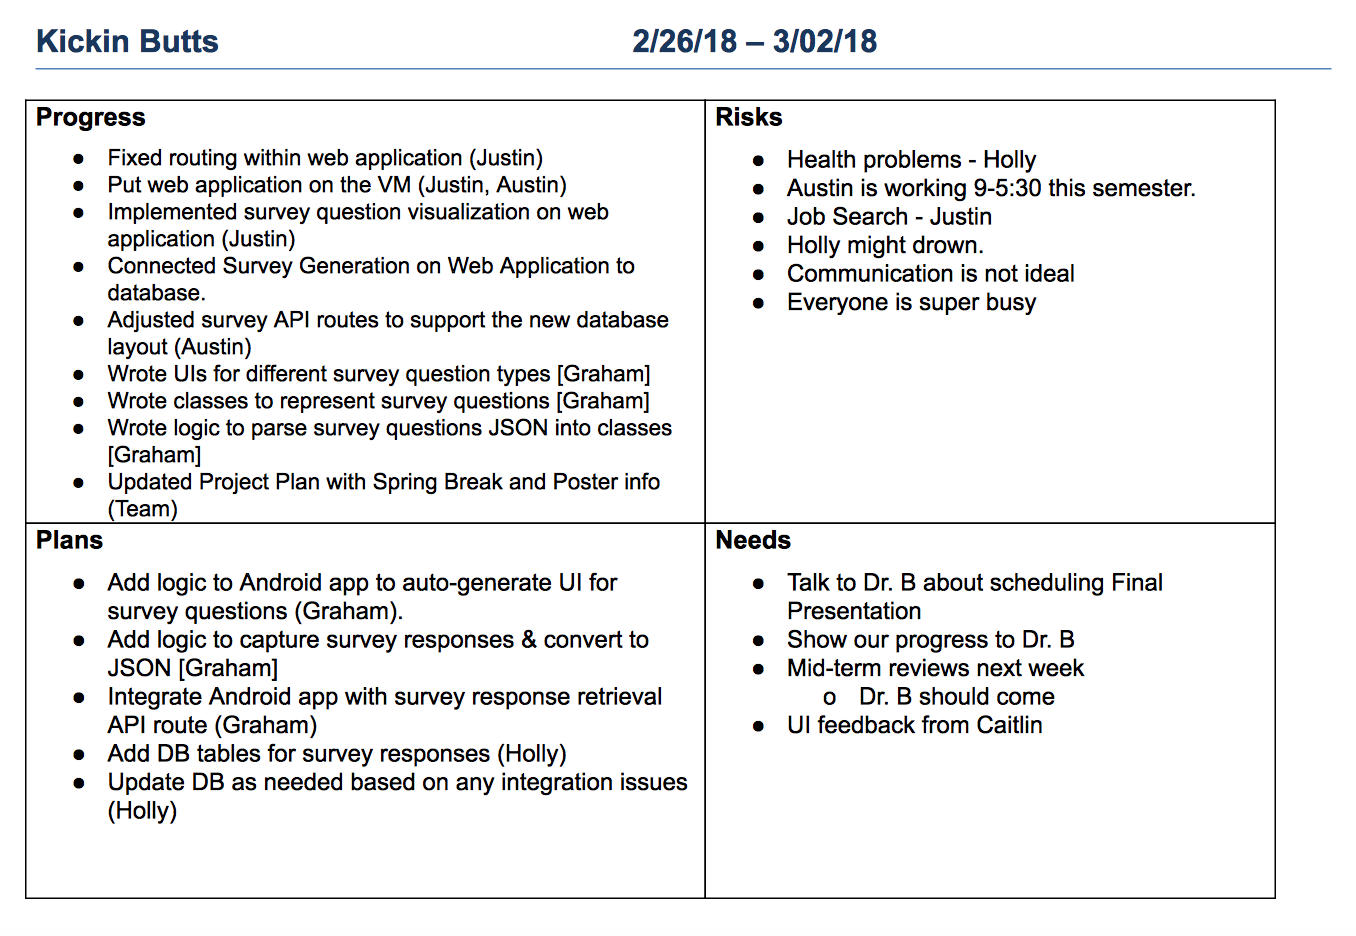 Kickin Butts 2/26/18 – 3/02/18
Progress
● Fixed routing within web application (Justin)
● Put web application on the VM (Justin, Austin)
● Implemented survey question visualization on web
application (Justin)
● Connected Survey Generation on Web Application to
database.
● Adjusted survey API routes to support the new database
layout (Austin)
● Wrote UIs for different survey question types [Graham]
● Wrote classes to represent survey questions [Graham]
● Wrote logic to parse survey questions JSON into classes
[Graham]
● Updated Project Plan with Spring Break and Poster info
(Team)
Risks
● Health problems - Holly
● Austin is working 9-5:30 this semester.
● Job Search - Justin
● Holly might drown.
● Communication is not ideal
● Everyone is super busy
Plans
● Add logic to Android app to auto-generate UI for
survey questions (Graham).
● Add logic to capture survey responses & convert to
JSON [Graham]
● Integrate Android app with survey response retrieval
API route (Graham)
● Add DB tables for survey responses (Holly)
● Update DB as needed based on any integration issues
(Holly)
Needs
● Talk to Dr. B about scheduling Final
Presentation
● Show our progress to Dr. B
● Mid-term reviews next week
o Dr. B should come
● UI feedback from Caitlin